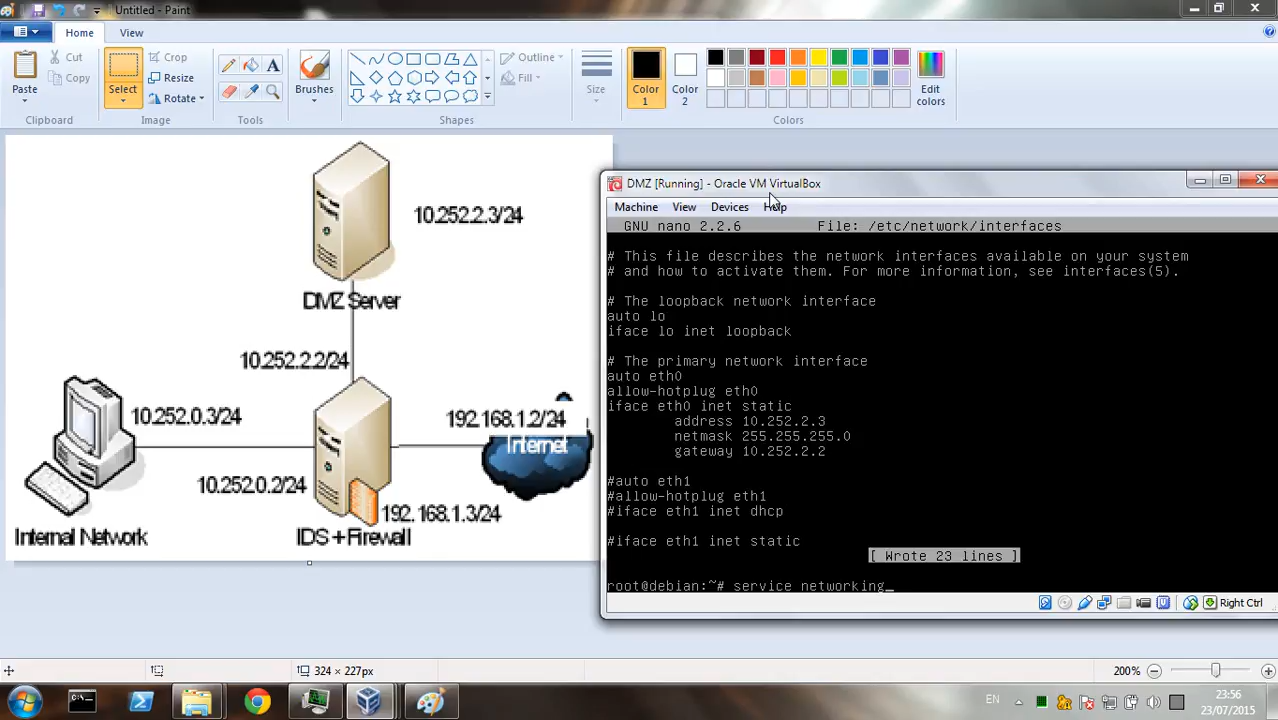 Untitled - Paint
Home
View
Paste
Cut
Copy
Clipboard
Select
Crop
Resize
Rotate
Image
Tools
Brushes
Shapes
Outline
Fill
Size
Color 1
Color 2
Colors
Edit colors
10.252.2.3/24
DMZ Server
10.252.2.2/24
10.252.0.3/24
192.168.1.2/24
Internet
10.252.0.2/24
192.168.1.3/24
Internal Network
IDS +Firewall
DMZ [Running] - Oracle VM VirtualBox
Machine View Devices Help
GNU nano 2.2.6 File: /etc/network/interfaces
# This file describes the network interfaces available on your system
# and how to activate them. For more information, see interfaces(5).
# The loopback network interface
auto lo
iface lo inet loopback
# The primary network interface
auto eth0
allow-hotplug eth0
iface eth0 inet static
address 10.252.2.3
netmask 255.255.255.0
gateway 10.252.2.2
#auto eth1
#allow-hotplug eth1
#iface eth1 inet dhcp
#iface eth1 inet static
[ Wrote 23 lines ]
root@debian:~# service networking_
Right Ctrl
324 × 227px
200%
EN
23:56
23/07/2015